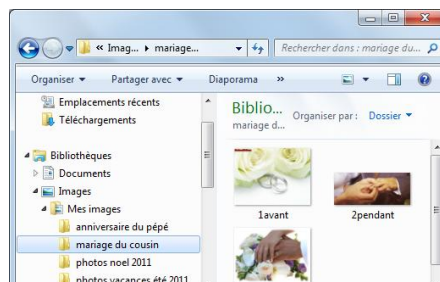 « Imag... ▸ mariage...
Rechercher dans : mariage du...
Organiser Partager avec Diaporama »
Emplacements récents
Téléchargements
Bibliothèques
Documents
Images
Mes images
anniversaire du pépé
mariage du cousin
photos noel 2011
photos vacances été 2011
Biblio...
mariage d...
Organiser par : Dossier
1avant
2pendant